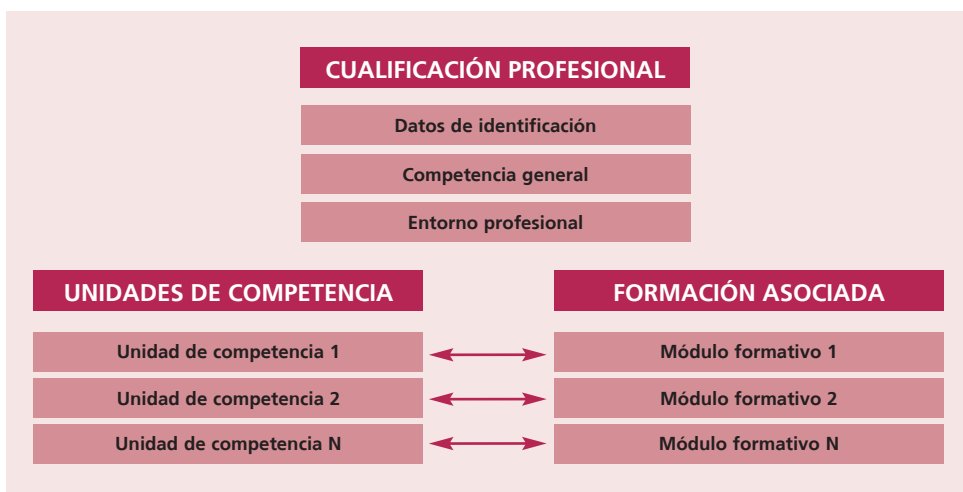 CUALIFICACIÓN PROFESIONAL
Datos de identificación
Competencia general
Entorno profesional
UNIDADES DE COMPETENCIA
Unidad de competencia 1
Unidad de competencia 2
Unidad de competencia N
FORMACIÓN ASOCIADA
Módulo formativo 1
Módulo formativo 2
Módulo formativo N